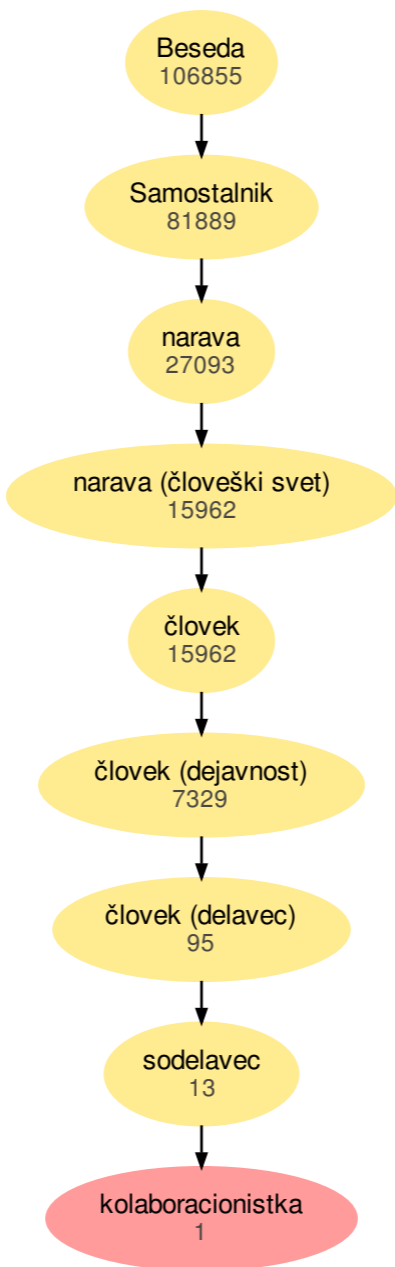 Beseda
106855
Samostalnik
81889
narava
27093
narava (človeški svet)
15962
človek
15962
človek (dejavnost)
7329
človek (delavec)
95
sodelavec
13
kolaboracionistka
1